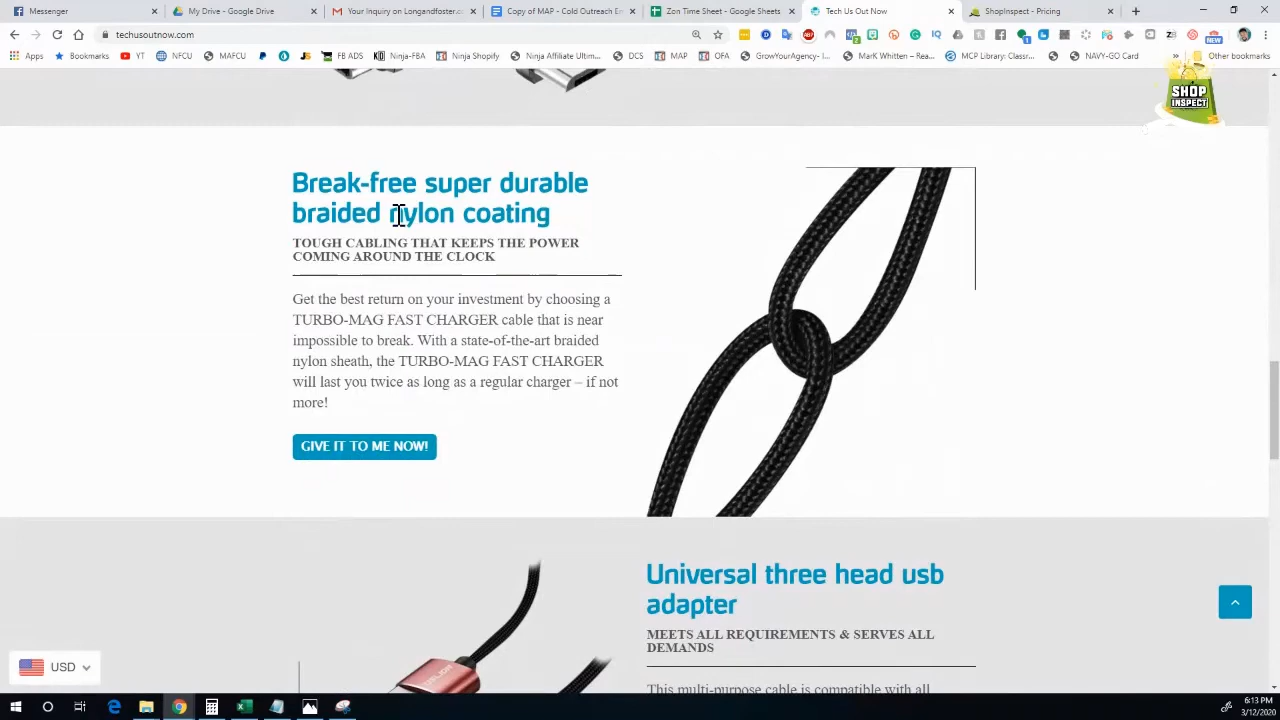 Messenger
My Drive - Google Drive
Your Inquiry on Longandfoster.c
Copy of MAP - Cold Outreach Em
Zon Time Sheet - Google Sheets
Tech Us Out Now
ShopInspect - Pricing
techusoutnow.com
Apps
Bookmarks
YT
NFCU
MAFCU
FB ADS
Ninja-FBA
Ninja Shopify
Ninja Affiliate Ultim...
DCS
MAP
OFA
GrowYourAgency- I...
MarK Whitten – Rea...
MCP Library: Classr...
NAVY-GO Card
Other bookmarks
SHOP
INSPECT
Break-free super durable
braided nylon coating
TOUGH CABLING THAT KEEPS THE POWER
COMING AROUND THE CLOCK
Get the best return on your investment by choosing a
TURBO-MAG FAST CHARGER cable that is near
impossible to break. With a state-of-the-art braided
nylon sheath, the TURBO-MAG FAST CHARGER
will last you twice as long as a regular charger – if not
more!
GIVE IT TO ME NOW!
Universal three head usb
adapter
MEETS ALL REQUIREMENTS & SERVES ALL
DEMANDS
This multi-purpose cable is compatible with all
USD
6:13 PM
3/12/2020